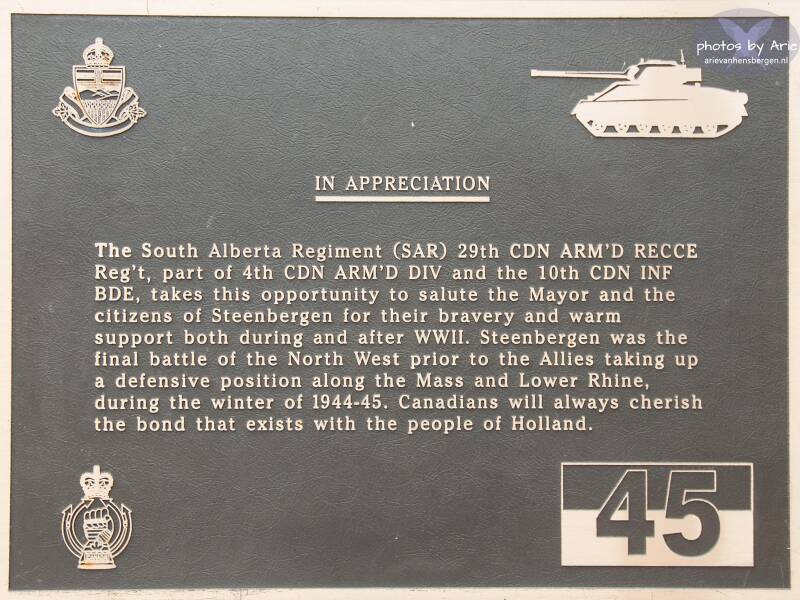 photos by Arie
arievanhensbergen.nl
IN APPRECIATION
The South Alberta Regiment (SAR) 29th CDN ARM'D RECCE
Reg't, part of 4th CDN ARM'D DIV and the 10th CDN INF
BDE, takes this opportunity to salute the Mayor and the
citizens of Steenbergen for their bravery and warm
support both during and after WWII. Steenbergen was the
final battle of the North West prior to the Allies taking up
a defensive position along the Mass and Lower Rhine,
during the winter of 1944-45. Canadians will always cherish
the bond that exists with the people of Holland.
45